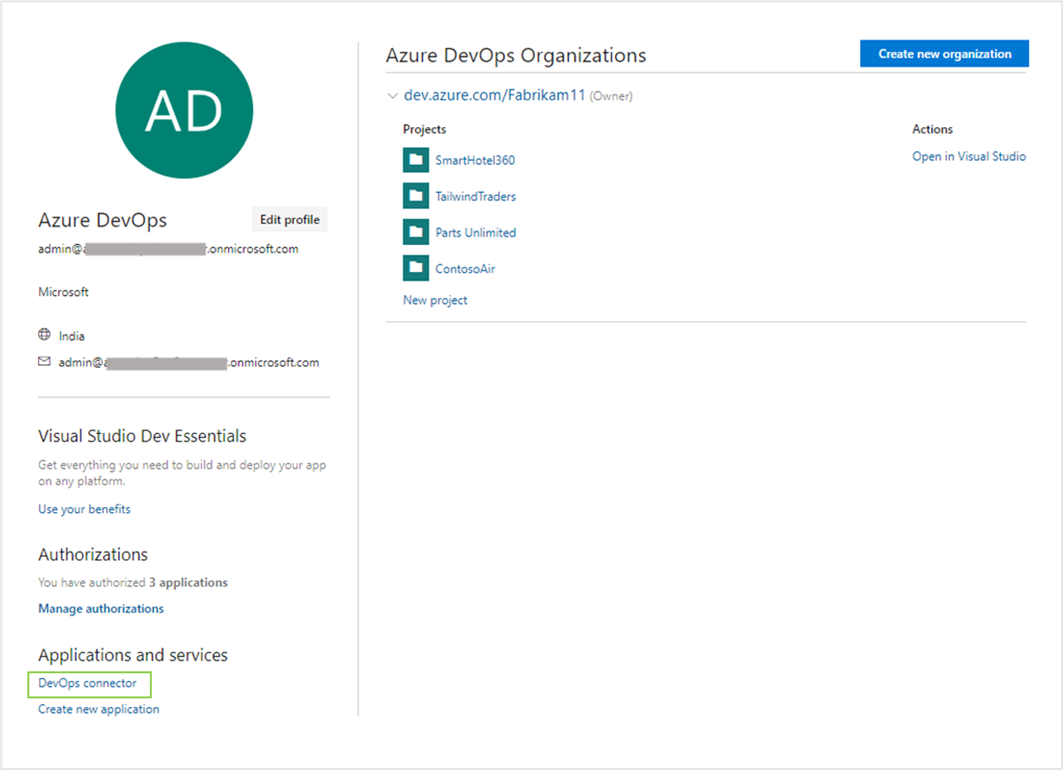 AD
Azure DevOps
Edit profile
admin@ .onmicrosoft.com
Microsoft
India
admin@ .onmicrosoft.com
Visual Studio Dev Essentials
Get everything you need to build and deploy your app
on any platform.
Use your benefits
Authorizations
You have authorized 3 applications
Manage authorizations
Applications and services
DevOps connector
Create new application
Azure DevOps Organizations
Create new organization
dev.azure.com/Fabrikam11 (Owner)
Projects
Actions
SmartHotel360
Open in Visual Studio
TailwindTraders
Parts Unlimited
ContosoAir
New project